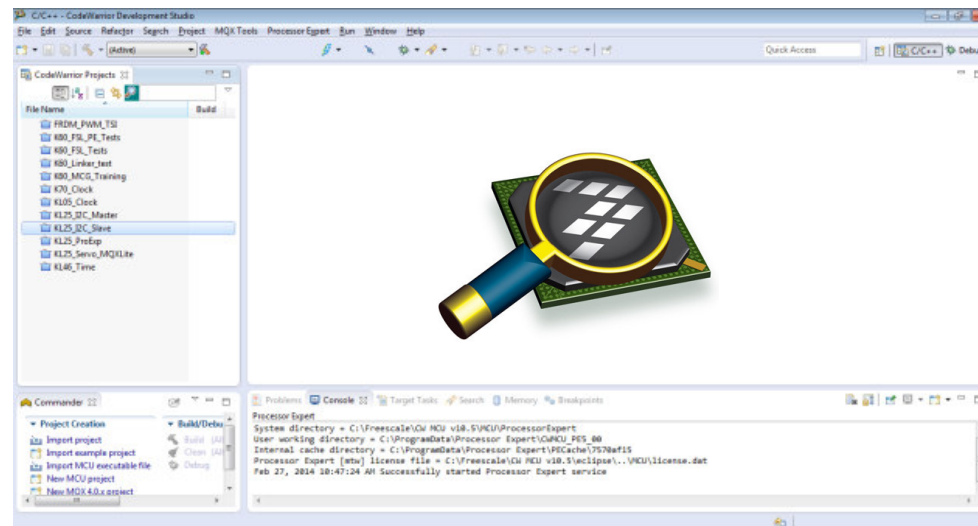 C/C++ - CodeWarrior Development Studio
File Edit Source Refactor Search Project MQX Tools Processor Expert Run Window Help
(Active)
Quick Access
C/C++
Debu
CodeWarrior Projects
File Name Build
FRDM_PWM_TSI
K60_FSL_PE_Tests
K60_FSL_Tests
K60_Linker_test
K60_MCG_Training
K70_Clock
KL05_Clock
KL25_I2C_Master
KL25_I2C_Slave
KL25_ProExp
KL25_Servo_MQXLite
KL46_Time
Commander
Project Creation
Import project
Import example project
Import MCU executable file
New MCU project
New MQX 4.0.x project
Build/Debu
Build (All
Clean (All
Debug
Problems Console Target Tasks Search Memory Breakpoints
Processor Expert
System directory = C:\Freescale\CW MCU v10.5\MCU\ProcessorExpert
User working directory = C:\ProgramData\Processor Expert\CWMCU_PE5_00
Internal cache directory = C:\ProgramData\Processor Expert\PECache\7570af15
Processor Expert [mtw] license file = C:\Freescale\CW MCU v10.5\eclipse\..\MCU\license.dat
Feb 27, 2014 10:47:24 AM Successfully started Processor Expert service